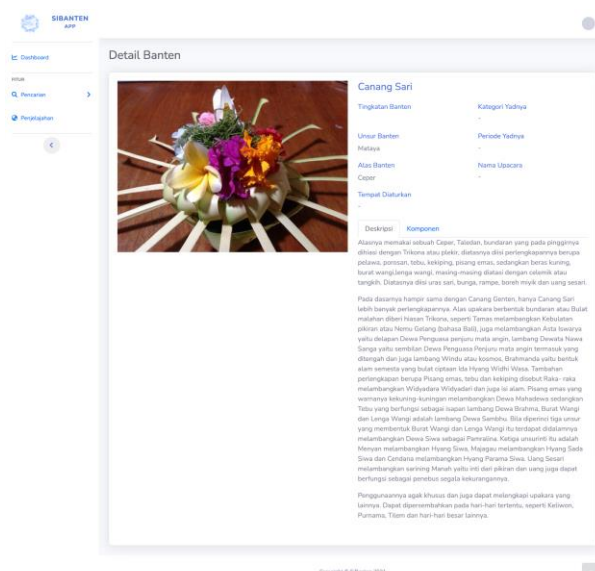 SIBANTEN
APP
Dashboard
FITUR
Pencarian
Penjelajahan
Detail Banten
Canang Sari
Tingkatan Banten
Kategori Yadnya
-
Unsur Banten
Periode Yadnya
Mataya
-
Alas Banten
Nama Upacara
Ceper
-
Tempat Diaturkan
-
Deskripsi
Komponen
Alasnya memakai sebuah Ceper, Taledan, bundaran yang pada pinggirnya
dihiasi dengan Trikona atau plekir, diatasnya diisi perlengkapannya berupa
pelawa, porosan, tebu, kekiping, pisang emas, sedangkan beras kuning,
burat wangi,lenga wangi, masing-masing dialasi dengan celemik atau
tangkih. Diatasnya diisi uras sari, bunga, rampe, boreh miyik dan uang sesari.
Pada dasarnya hampir sama dengan Canang Genten, hanya Canang Sari
lebih banyak perlengkapannya. Alas upakara berbentuk bundaran atau Bulat
malahan diberi hiasan Trikona, seperti Tamas melambangkan Kebulatan
pikiran atau Nemu Gelang (bahasa Bali), juga melambangkan Asta Iswarya
yaitu delapan Dewa Penguasa penjuru mata angin, lambang Dewata Nawa
Sanga yaitu sembilan Dewa Penguasa Penjuru mata angin termasuk yang
ditengah dan juga lambang Windu atau kosmos, Brahmanda yaitu bentuk
alam semesta yang bulat ciptaan Ida Hyang Widhi Wasa. Tambahan
perlengkapan berupa Pisang emas, tebu dan kekiping disebut Raka- raka
melambangkan Widyadara Widyadari dan juga isi alam. Pisang emas yang
warnanya kekuning-kuningan melambangkan Dewa Mahadewa sedangkan
Tebu yang berfungsi sebagai isapan lambang Dewa Brahma, Burat Wangi
dan Lenga Wangi adalah lambang Dewa Sambhu. Bila diperinci tiga unsur
yang membentuk Burat Wangi dan Lenga Wangi itu terdapat didalamnya
melambangkan Dewa Siwa sebagai Pamralina. Ketiga unsurinti itu adalah
Menyan melambangkan Hyang Siwa, Majagau melambangkan Hyang Sada
Siwa dan Cendana melambangkan Hyang Parama Siwa. Uang Sesari
melambangkan sarining Manah yaitu inti dari pikiran dan uang juga dapat
berfungsi sebagai penebus segala kekurangannya.
Penggunaannya agak khusus dan juga dapat melengkapi upakara yang
lainnya. Dapat dipersembahkan pada hari-hari tertentu, seperti Keliwon,
Purnama, Tilem dan hari-hari besar lainnya.